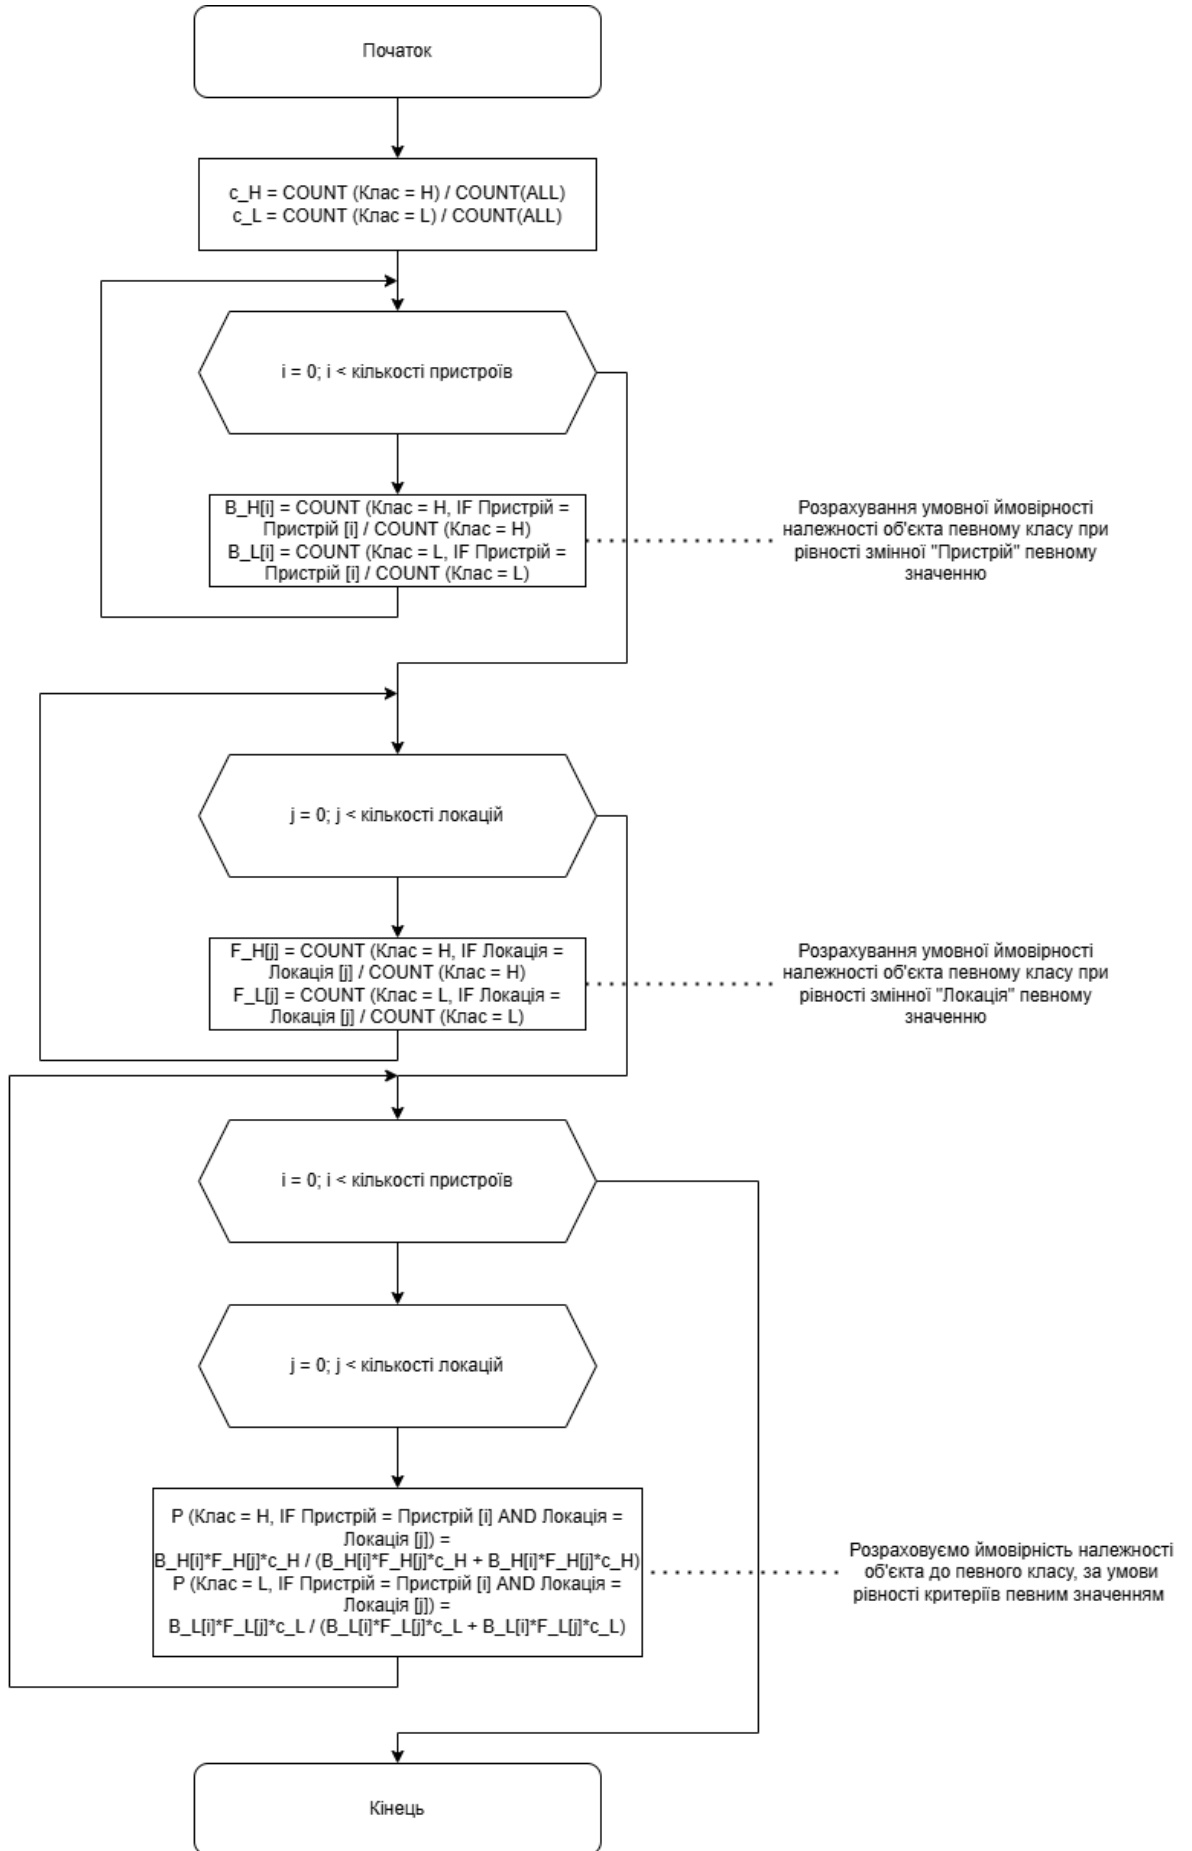 Початок
c_H = COUNT (Клас = H) / COUNT(ALL)
c_L = COUNT (Клас = L) / COUNT(ALL)
i = 0; i < кількості пристроїв
B_H[i] = COUNT (Клас = H, IF Пристрій =
Пристрій [i] / COUNT (Клас = H)
B_L[i] = COUNT (Клас = L, IF Пристрій =
Пристрій [i] / COUNT (Клас = L)
Розрахування умовної ймовірності
належності об'єкта певному класу при
рівності змінної "Пристрій" певному
значенню
j = 0; j < кількості локацій
F_H[j] = COUNT (Клас = H, IF Локація =
Локація [j] / COUNT (Клас = H)
F_L[j] = COUNT (Клас = L, IF Локація =
Локація [j] / COUNT (Клас = L)
Розрахування умовної ймовірності
належності об'єкта певному класу при
рівності змінної "Локація" певному
значенню
i = 0; i < кількості пристроїв
j = 0; j < кількості локацій
P (Клас = H, IF Пристрій = Пристрій [i] AND Локація =
Локація [j]) =
B_H[i]*F_H[j]*c_H / (B_H[i]*F_H[j]*c_H + B_H[i]*F_H[j]*c_H)
P (Клас = L, IF Пристрій = Пристрій [i] AND Локація =
Локація [j]) =
B_L[i]*F_L[j]*c_L / (B_L[i]*F_L[j]*c_L + B_L[i]*F_L[j]*c_L)
Розраховуємо ймовірність належності
об'єкта до певного класу, за умови
рівності критеріїв певним значенням
Кінець